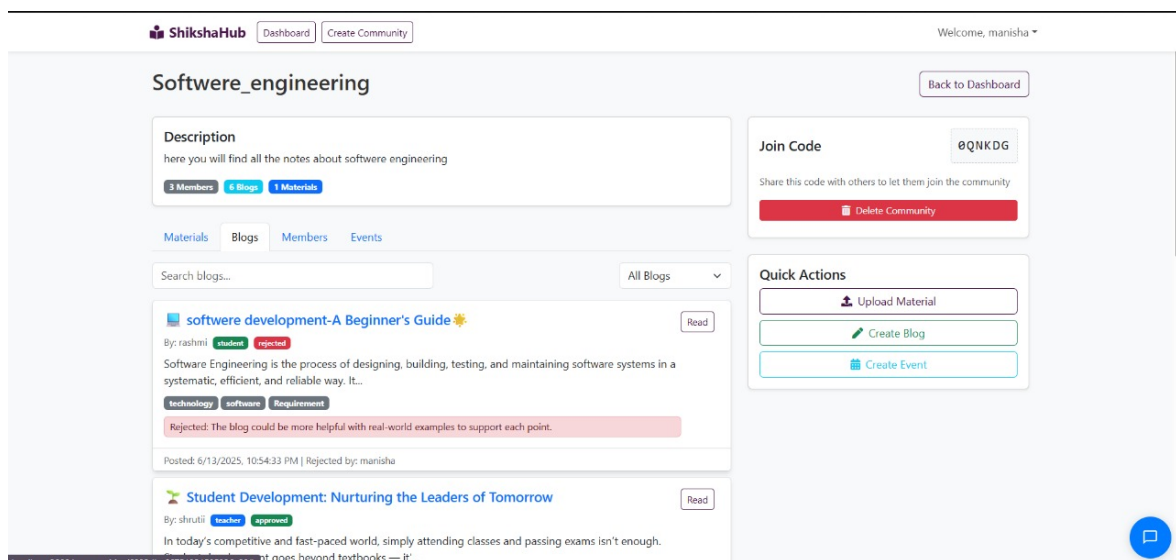 ShikshaHub Dashboard Create Community Welcome, manisha
Softwere_engineering
Back to Dashboard
Description
here you will find all the notes about softwere engineering
3 Members 6 Blogs 1 Materials
Join Code 0QNKDG
Share this code with others to let them join the community
Delete Community
Materials Blogs Members Events
Search blogs... All Blogs
Quick Actions
Upload Material
Create Blog
Create Event
softwere development-A Beginner's Guide
Read
By: rashmi student rejected
Software Engineering is the process of designing, building, testing, and maintaining software systems in a
systematic, efficient, and reliable way. It...
technology software Requirement
Rejected: The blog could be more helpful with real-world examples to support each point.
Posted: 6/13/2025, 10:54:33 PM | Rejected by: manisha
Student Development: Nurturing the Leaders of Tomorrow
Read
By: shrutii teacher approved
In today's competitive and fast-paced world, simply attending classes and passing exams isn't enough.
goes beyond textbooks — it'